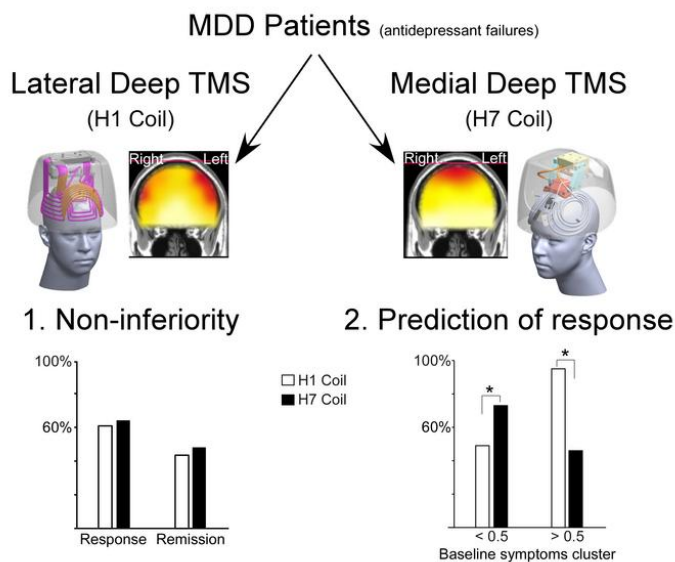 MDD Patients (antidepressant failures)
Lateral Deep TMS
(H1 Coil)
Medial Deep TMS
(H7 Coil)
Right Left
Right Left
1. Non-inferiority
100%
60%
Response Remission
H1 Coil
H7 Coil
2. Prediction of response
100%
60%
*
*
< 0.5 > 0.5
Baseline symptoms cluster